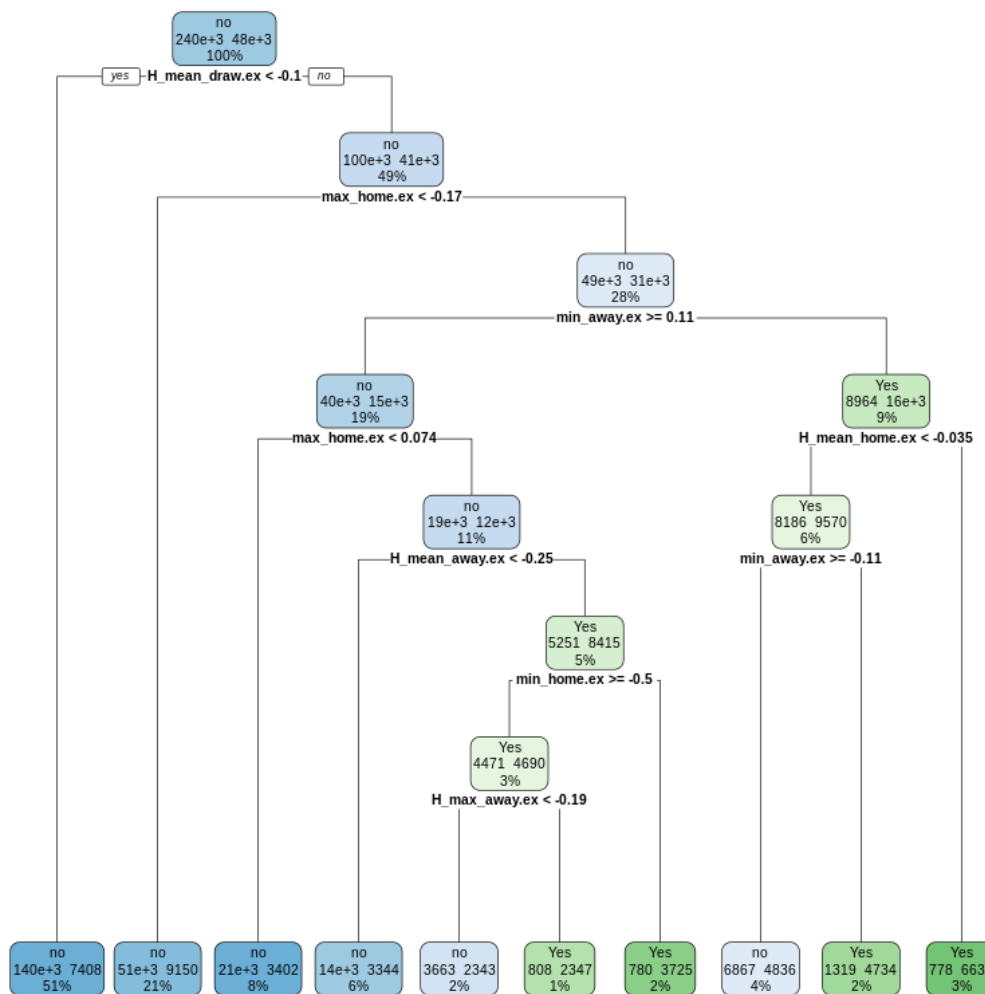 no
240e+3 48e+3
100%
yes H_mean_draw.ex < -0.1 no
no
100e+3 41e+3
49%
max_home.ex < -0.17
no
49e+3 31e+3
28%
min_away.ex >= 0.11
no
40e+3 15e+3
19%
max_home.ex < 0.074
Yes
8964 16e+3
9%
H_mean_home.ex < -0.035
no
19e+3 12e+3
11%
H_mean_away.ex < -0.25
Yes
8186 9570
6%
min_away.ex >= -0.11
Yes
5251 8415
5%
min_home.ex >= -0.5
Yes
4471 4690
3%
H_max_away.ex < -0.19
no
140e+3 7408
51%
no
51e+3 9150
21%
no
21e+3 3402
8%
no
14e+3 3344
6%
no
3663 2343
2%
Yes
808 2347
1%
Yes
780 3725
2%
no
6867 4836
4%
Yes
1319 4734
2%
Yes
778 663
3%